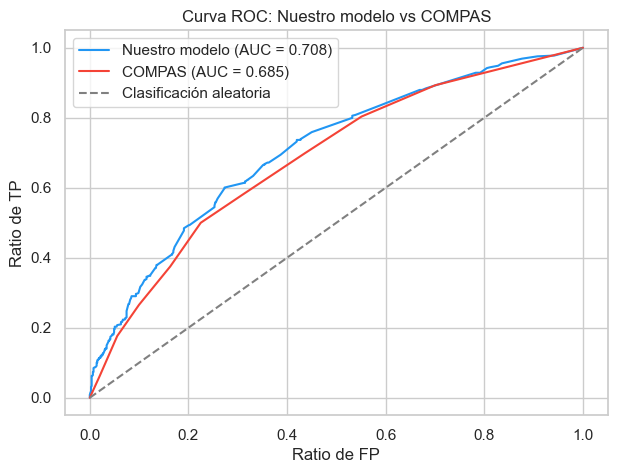 Curva ROC: Nuestro modelo vs COMPAS
Nuestro modelo (AUC = 0.708)
COMPAS (AUC = 0.685)
Clasificación aleatoria
Ratio de TP
1.0
0.8
0.6
0.4
0.2
0.0
0.0 0.2 0.4 0.6 0.8 1.0
Ratio de FP